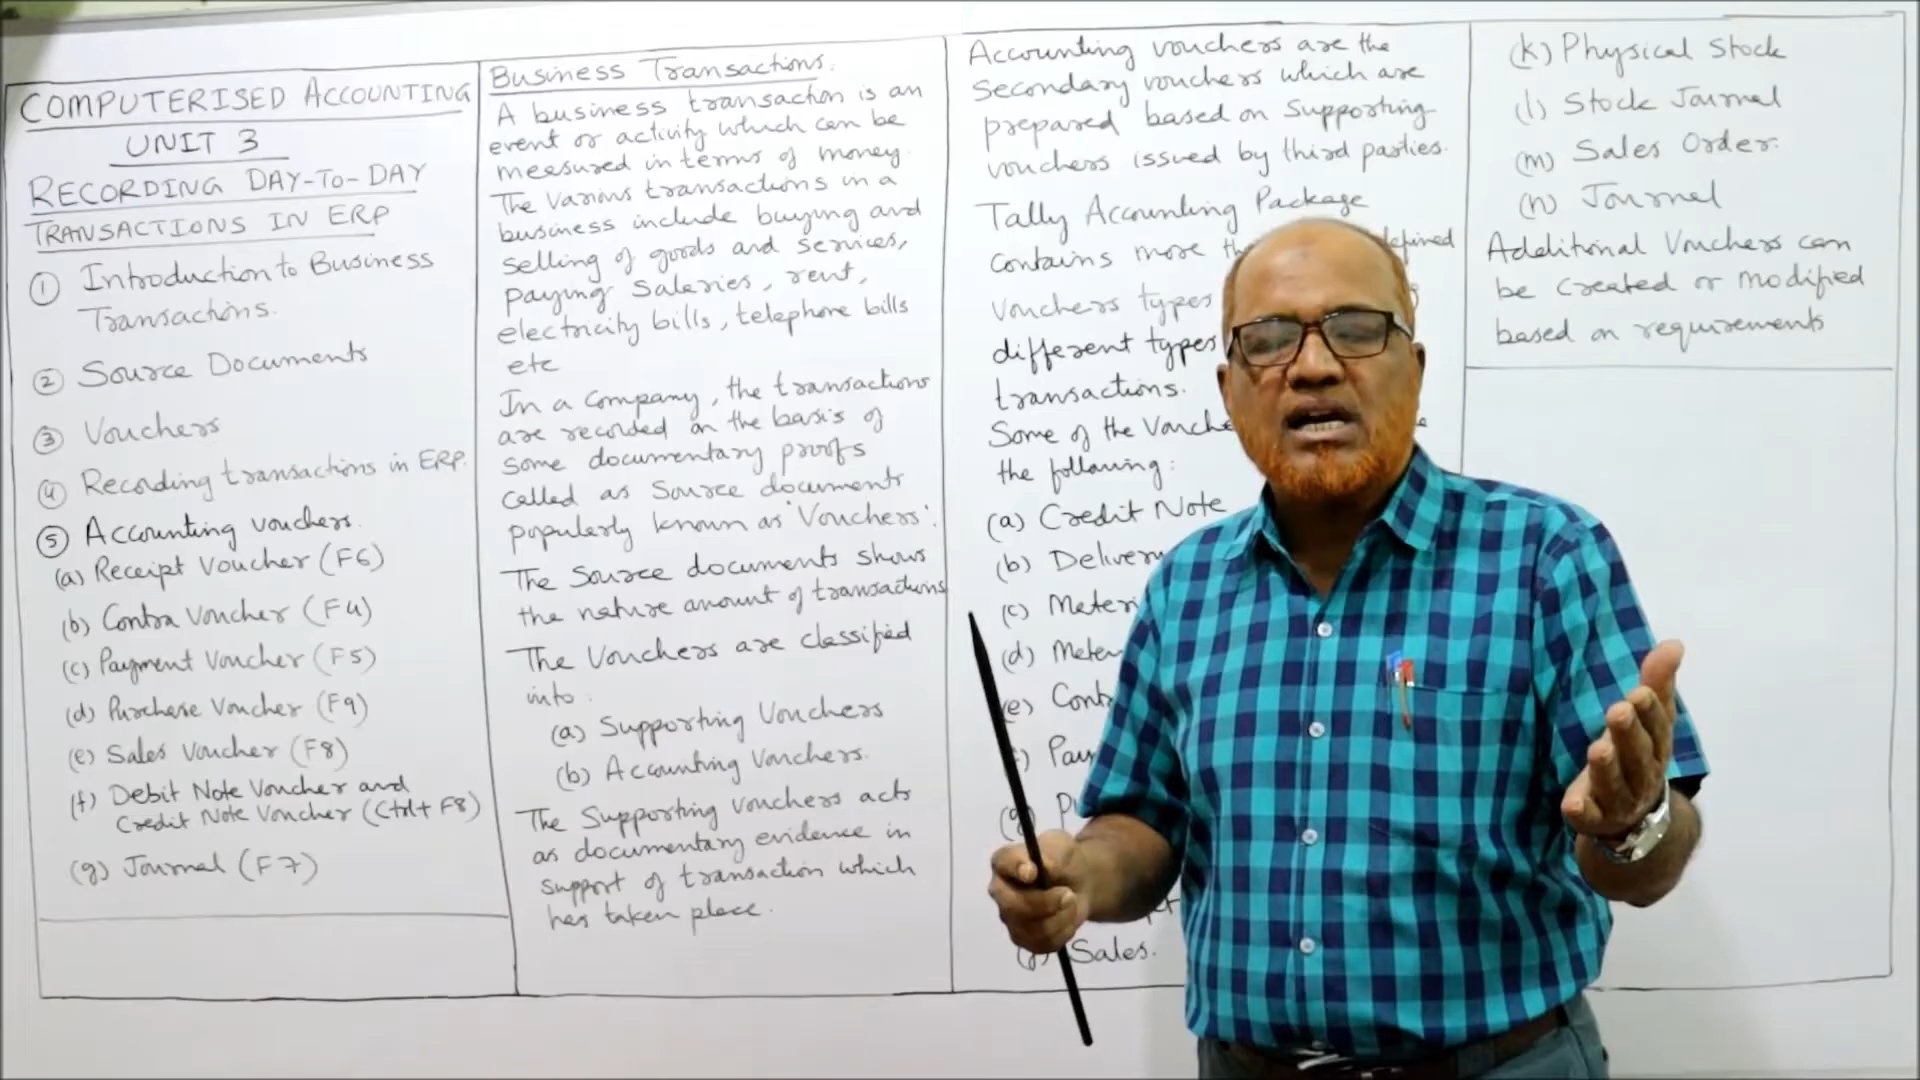 COMPUTERISED ACCOUNTING
UNIT 3
RECORDING DAY-TO-DAY
TRANSACTIONS IN ERP
① Introduction to Business
Transactions.
② Source Documents
③ Vouchers
④ Recording transactions in ERP.
⑤ Accounting vouchers.
(a) Receipt Voucher (F6)
(b) Contra Voucher (F4)
(c) Payment Voucher (F5)
(d) Purchase Voucher (F9)
(e) Sales Voucher (F8)
(f) Debit Note Voucher and
Credit Note Voucher (Ctrl+F8)
(g) Journal (F7)
Business Transactions.
A business transaction is an
event or activity which can be
meesured in terms of money.
The various transactions in a
business include buying and
selling of goods and services,
paying salaries, rent,
electricity bills, telephone bills
etc
In a company, the transactions
are recorded on the basis of
some documentary proofs
called as source documents
popularly known as 'Vouchers'.
The source documents shows
the nature amount of transactions
The Vouchers are classified
into:
(a) Supporting Vouchers
(b) Accounting Vouchers.
The Supporting vouchers acts
as documentary evidence in
support of transaction which
has taken place.
Accounting vouchers are the
secondary vouchers which are
prepared based on supporting
vouchers issued by third parties.
Tally Accounting Package
contains more
vouchers types
different types
transactions.
Some of the
the following:
(a) Credit Note
(b)
(c)
(d)
(e)
(j) Sales.
(k) Physical Stock
(l) Stock Journal
(m) Sales Order.
(n) Journal
Additional Vouchers can
be created or modified
based on requirements